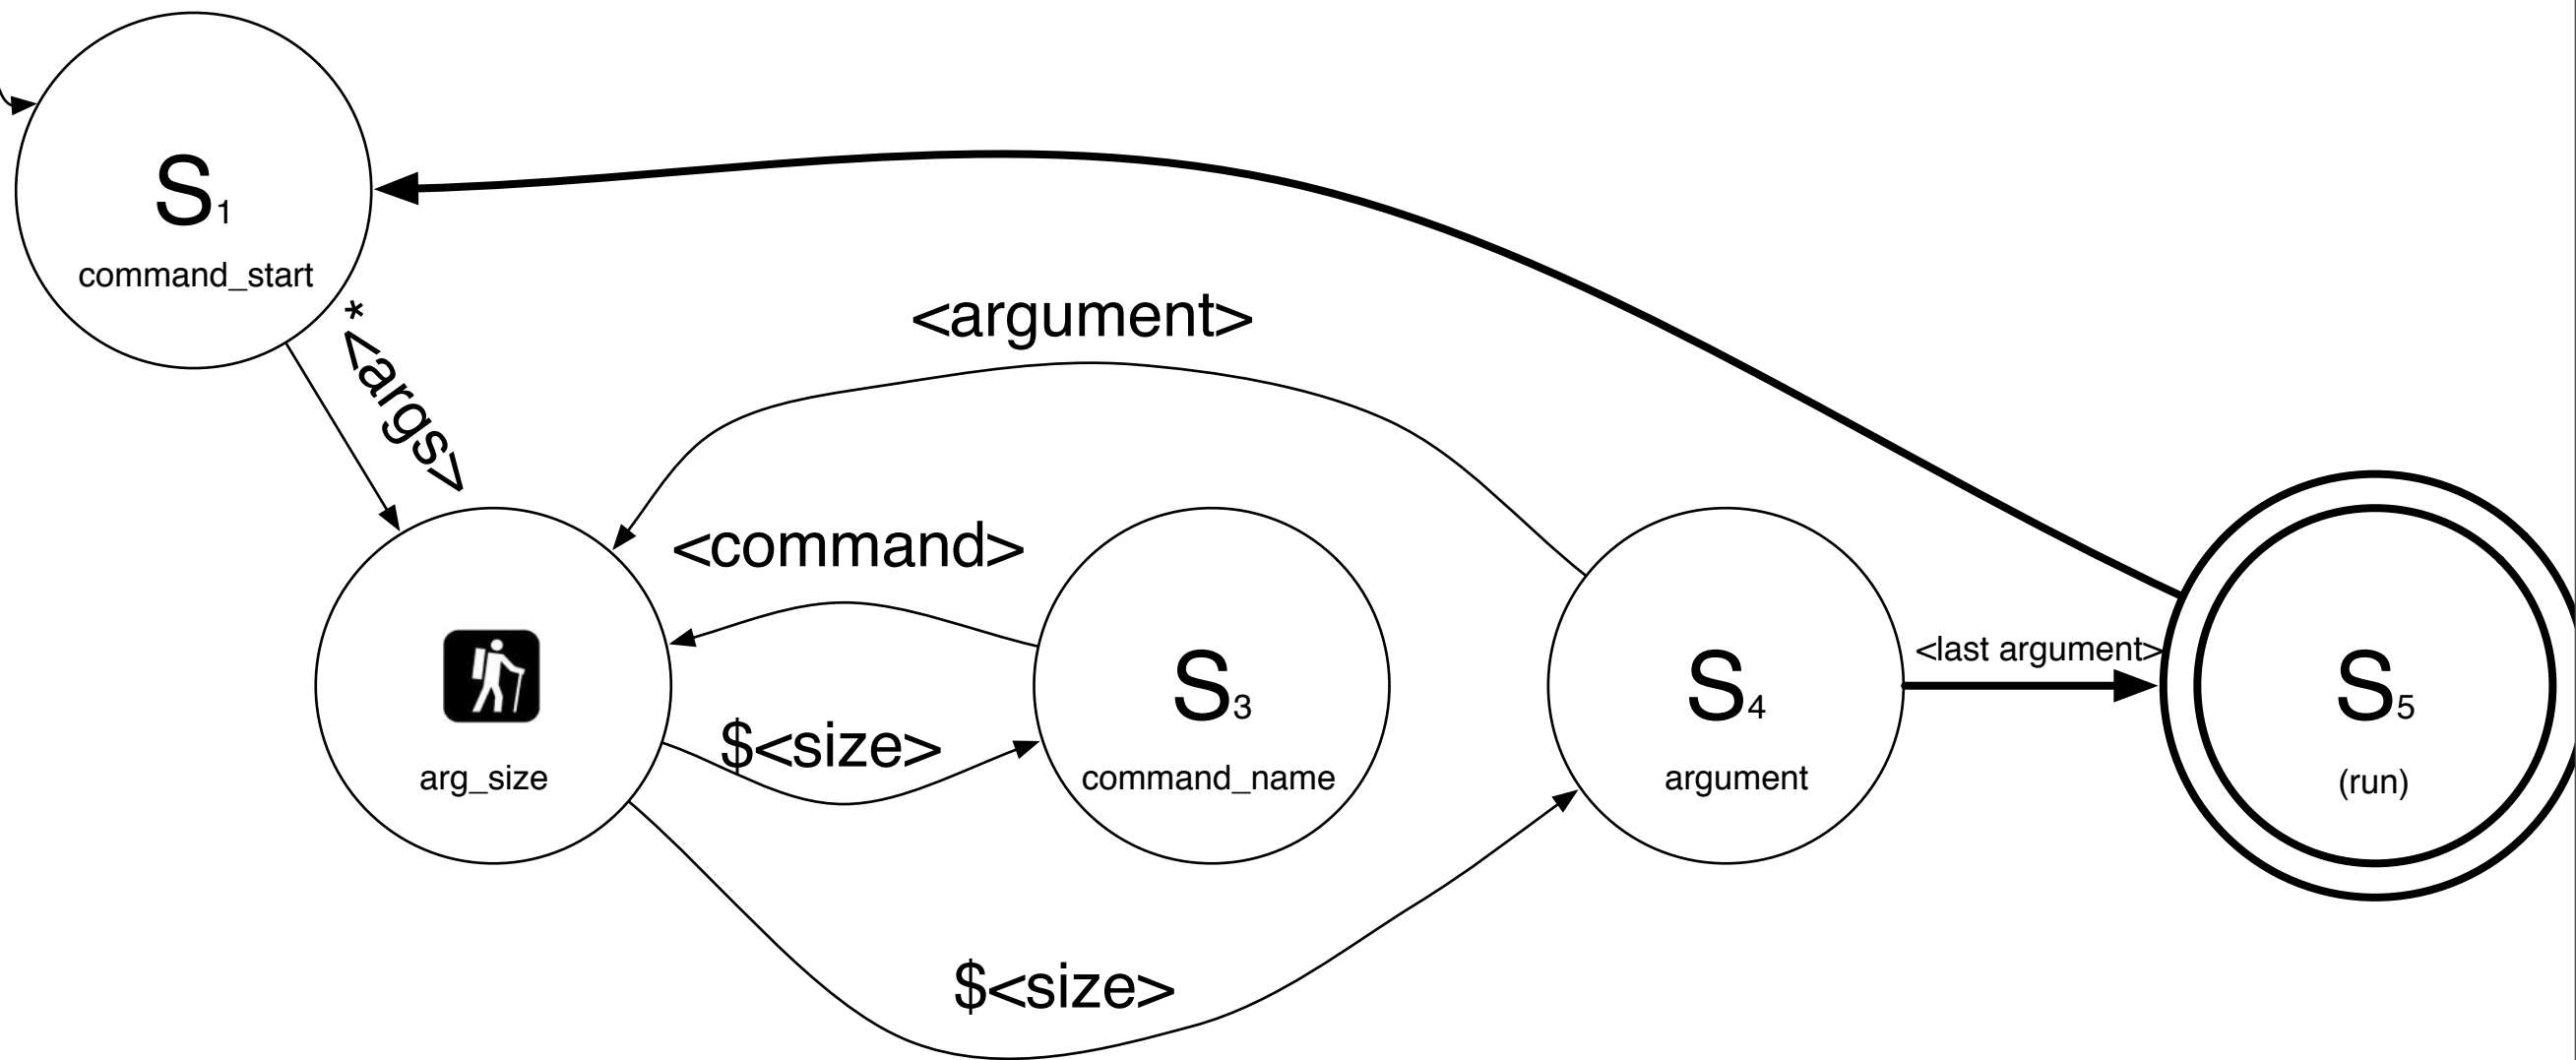 S1
command_start
*<args>
<argument>
<command>
$<size>
arg_size
S3
command_name
S4
argument
<last argument>
S5
(run)
$<size>